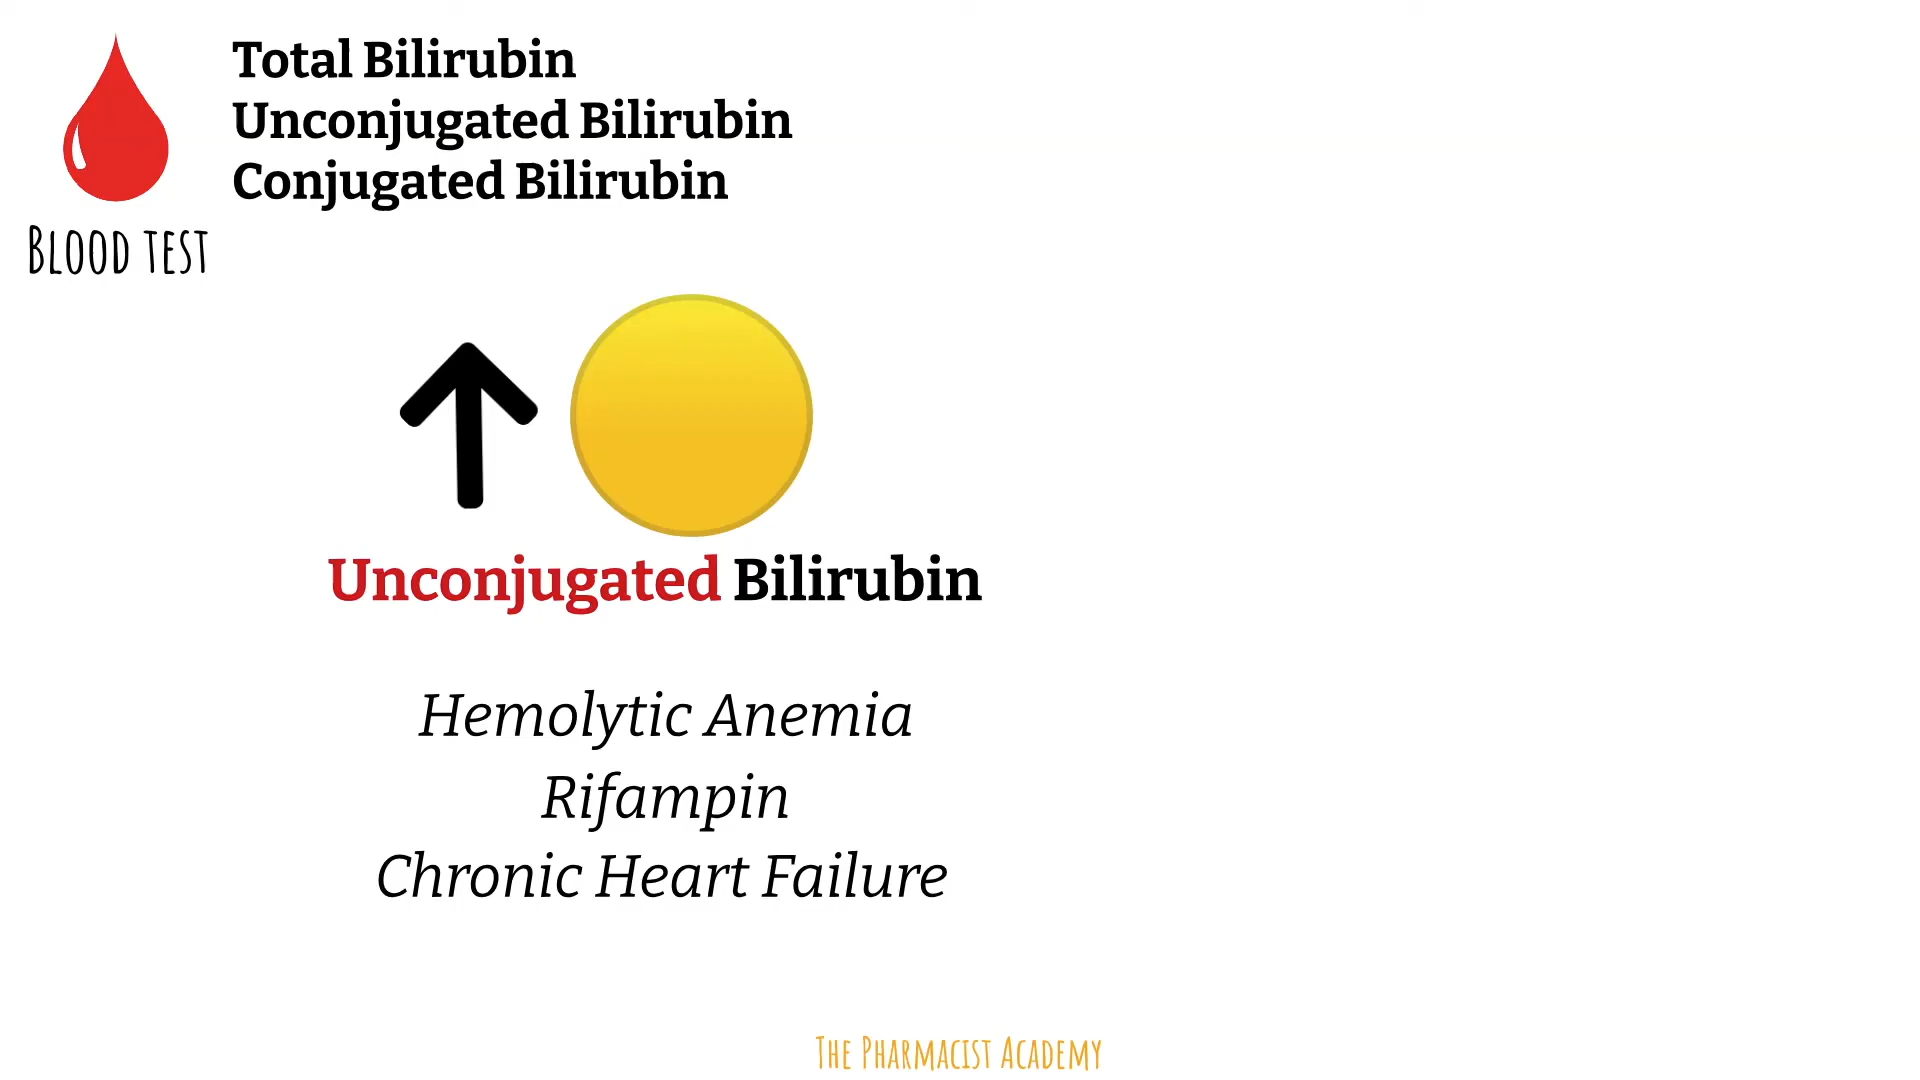 Total Bilirubin
Unconjugated Bilirubin
Conjugated Bilirubin
Blood test
Unconjugated Bilirubin
Hemolytic Anemia
Rifampin
Chronic Heart Failure
The Pharmacist Academy